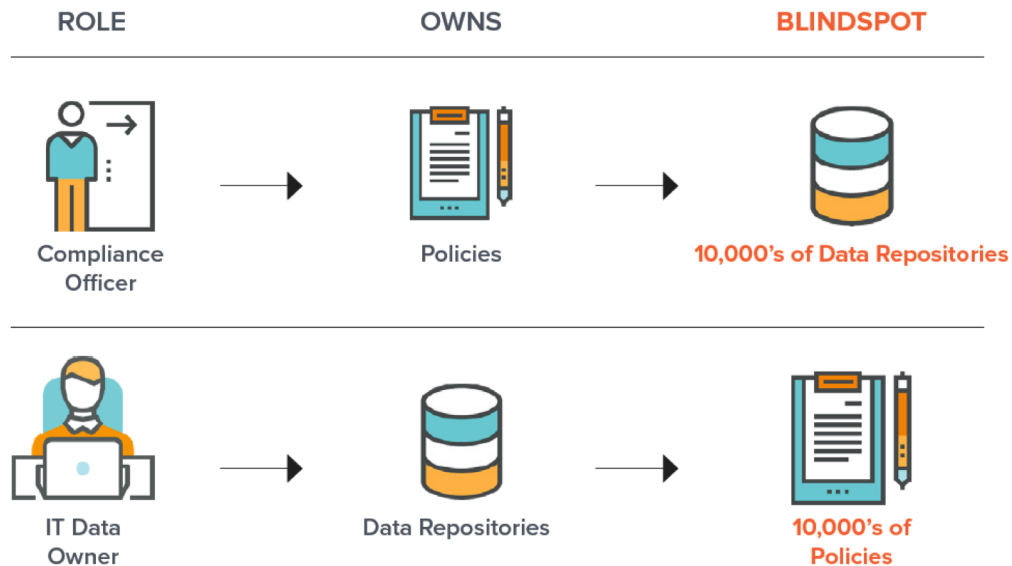 ROLE OWNS BLINDSPOT
Compliance
Officer
Policies
10,000’s of Data Repositories
IT Data
Owner
Data Repositories
10,000’s of
Policies